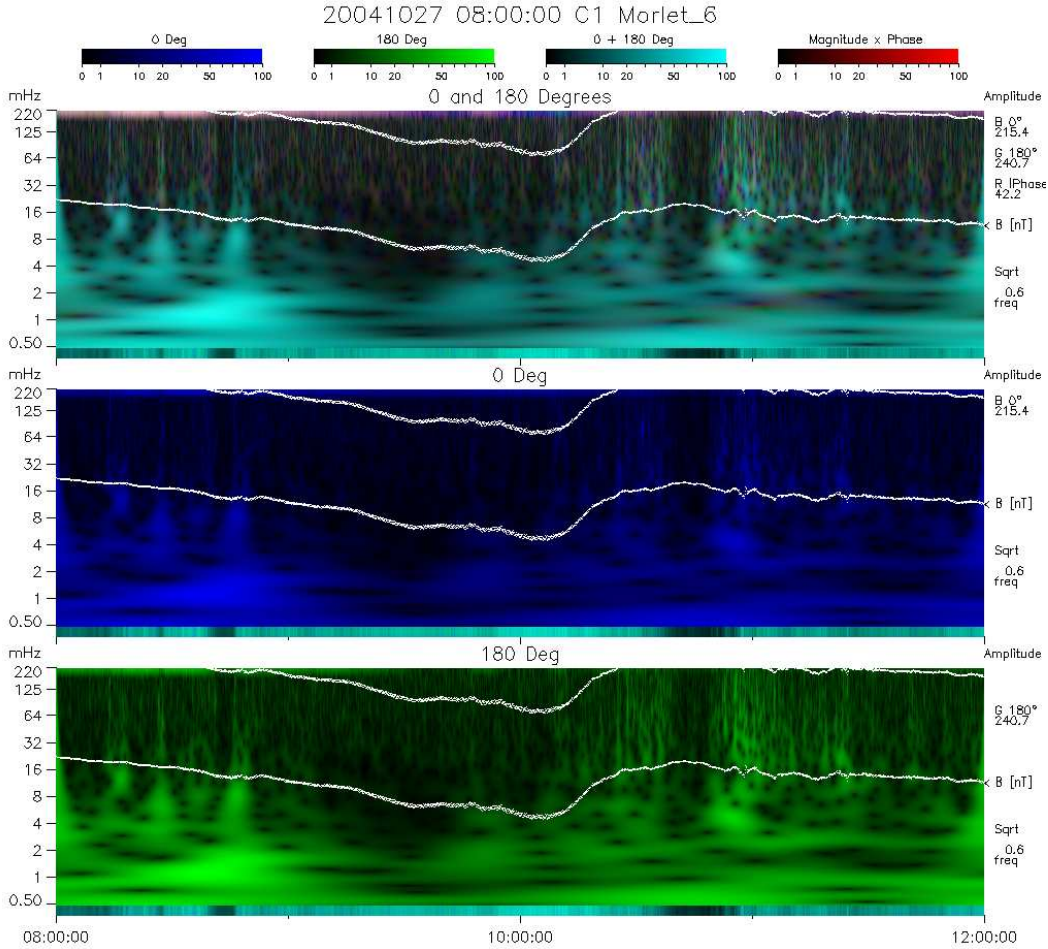 20041027 08:00:00 C1 Morlet_6
0 Deg 180 Deg 0 + 180 Deg Magnitude x Phase
0 1 10 20 50 100 0 1 10 20 50 100 0 1 10 20 50 100 0 1 10 20 50 100
mHz 0 and 180 Degrees Amplitude
220
125
64
32
16
8
4
2
1
0.50
B 0°
215.4
G 180°
240.7
R |Phase
42.2
< B [nT]
Sqrt
0.6
freq
mHz 0 Deg Amplitude
220
125
64
32
16
8
4
2
1
0.50
B 0°
215.4
< B [nT]
Sqrt
0.6
freq
mHz 180 Deg Amplitude
220
125
64
32
16
8
4
2
1
0.50
G 180°
240.7
< B [nT]
Sqrt
0.6
freq
08:00:00 10:00:00 12:00:00